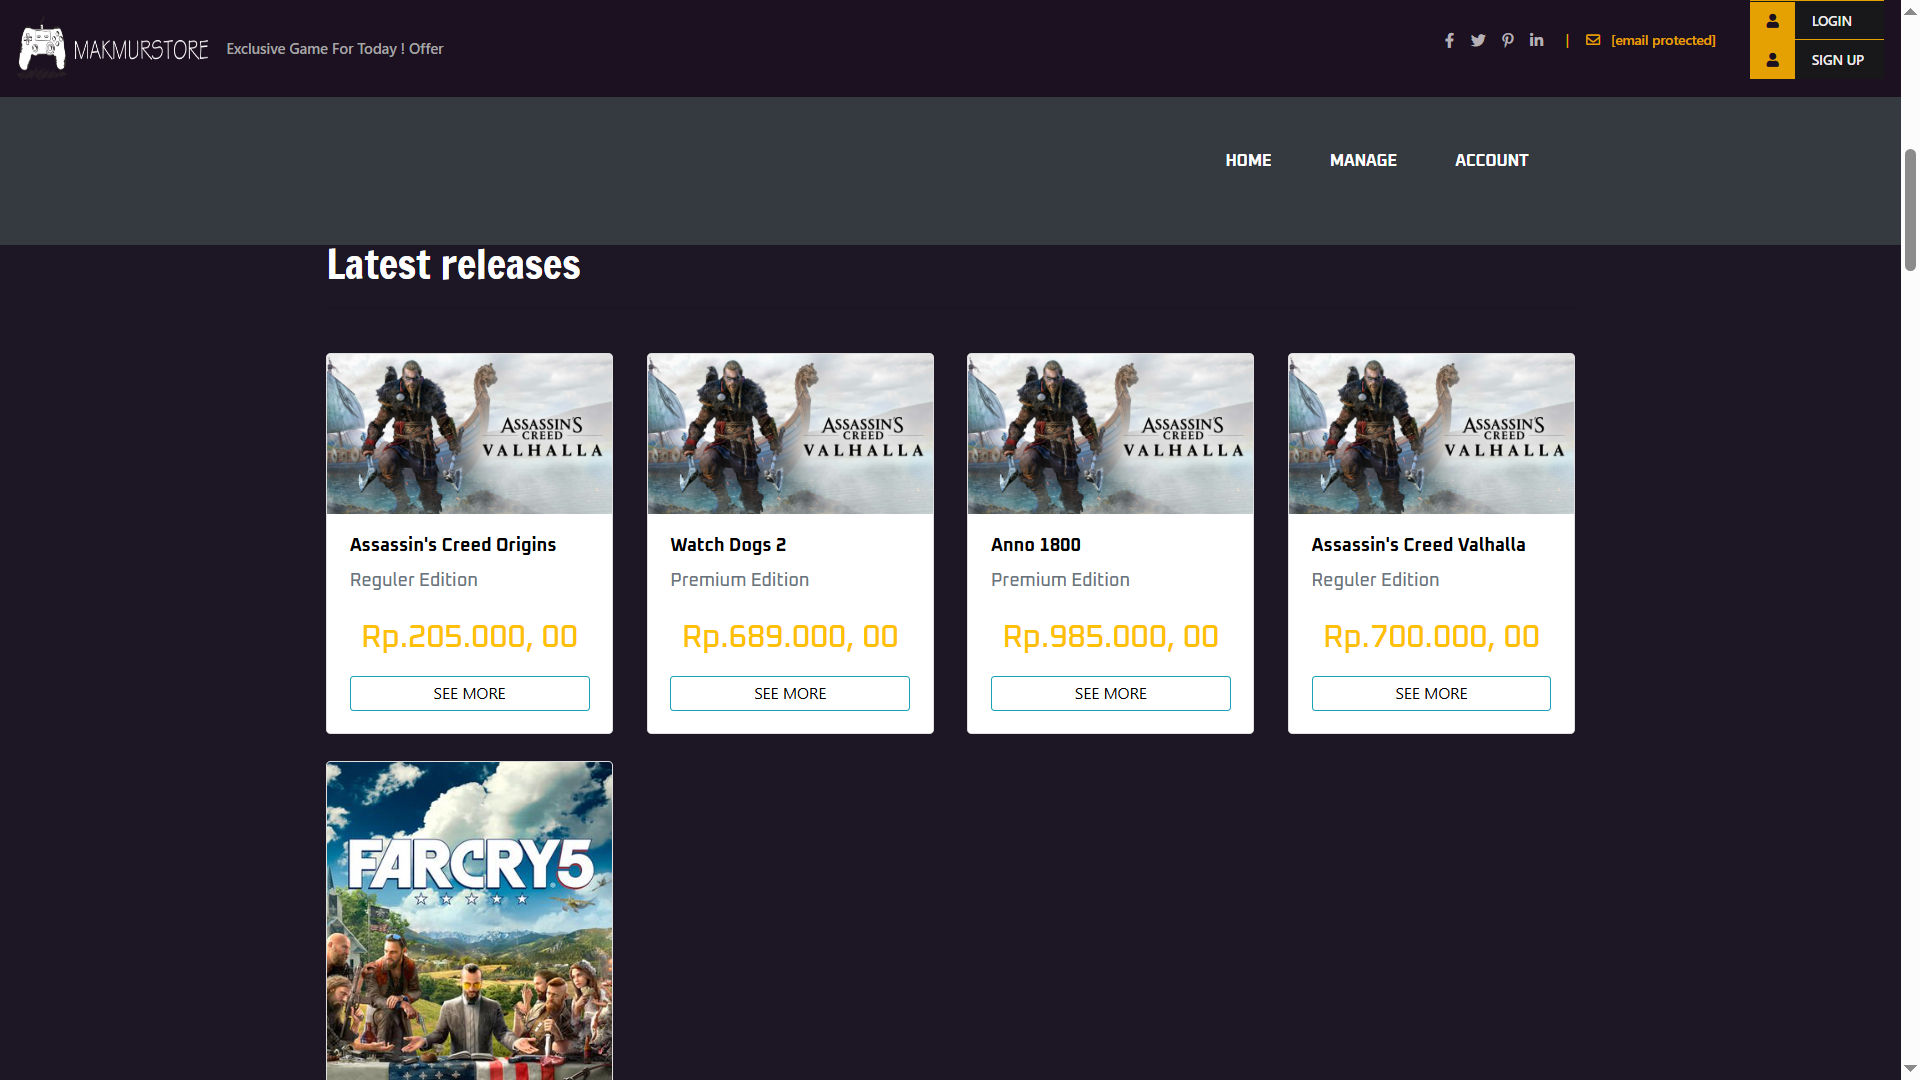 MAKMURSTORE
Exclusive Game For Today ! Offer
| [email protected]
LOGIN
SIGN UP
HOME MANAGE ACCOUNT
Latest releases
ASSASSIN'S
CREED
VALHALLA
Assassin's Creed Origins
Reguler Edition
Rp.205.000, 00
SEE MORE
ASSASSIN'S
CREED
VALHALLA
Watch Dogs 2
Premium Edition
Rp.689.000, 00
SEE MORE
ASSASSIN'S
CREED
VALHALLA
Anno 1800
Premium Edition
Rp.985.000, 00
SEE MORE
ASSASSIN'S
CREED
VALHALLA
Assassin's Creed Valhalla
Reguler Edition
Rp.700.000, 00
SEE MORE
FARCRY5